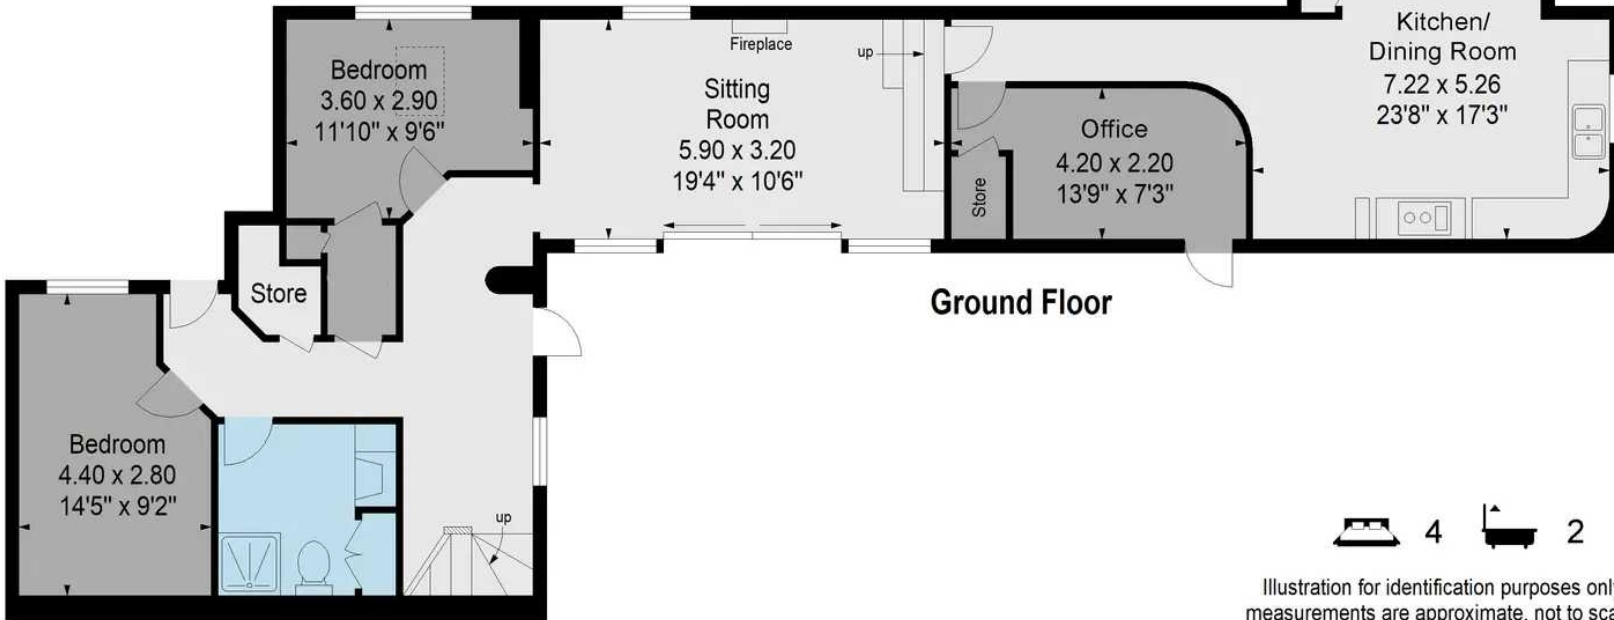 Bedroom
3.60 x 2.90
11'10" x 9'6"
Fireplace
up
Sitting
Room
5.90 x 3.20
19'4" x 10'6"
Kitchen/
Dining Room
7.22 x 5.26
23'8" x 17'3"
Office
4.20 x 2.20
13'9" x 7'3"
Store
Store
Ground Floor
Bedroom
4.40 x 2.80
14'5" x 9'2"
up
4
2
Illustration for identification purposes only
measurements are approximate, not to sca